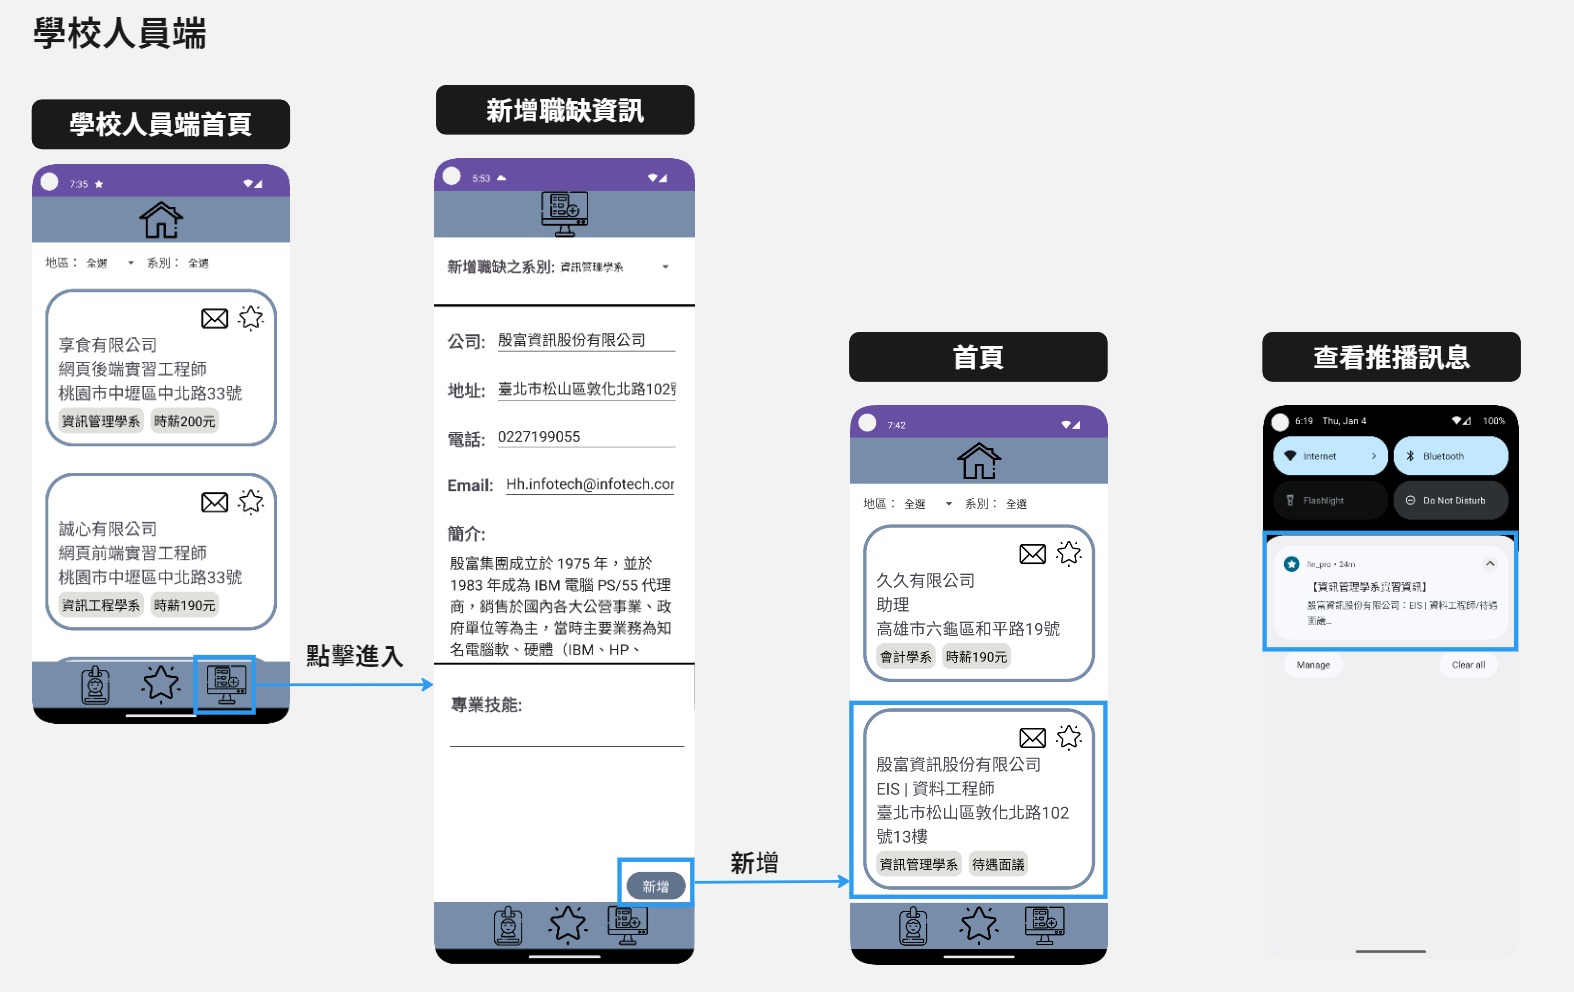 學校人員端
學校人員端首頁
7:35
地區： 全選
系別： 全選
享食有限公司
網頁後端實習工程師
桃園市中壢區中北路33號
資訊管理學系
時薪200元
誠心有限公司
網頁前端實習工程師
桃園市中壢區中北路33號
資訊工程學系
時薪190元
點擊進入
新增職缺資訊
5:53
新增職缺之系別: 資訊管理學系
公司: 殷富資訊股份有限公司
地址: 臺北市松山區敦化北路102號
電話: 0227199055
Email: Hh.infotech@infotech.com
簡介:
殷富集團成立於 1975 年，並於
1983 年成為 IBM 電腦 PS/55 代理
商，銷售於國內各大公營事業、政
府單位等為主，當時主要業務為知
名電腦軟、硬體（IBM、HP、
專業技能:
新增
新增
首頁
7:42
地區： 全選
系別： 全選
久久有限公司
助理
高雄市六龜區和平路19號
會計學系
時薪190元
殷富資訊股份有限公司
EIS | 資料工程師
臺北市松山區敦化北路102
號13樓
資訊管理學系
待遇面議
查看推播訊息
6:19 Thu, Jan 4
100%
Internet
Bluetooth
Flashlight
Do Not Disturb
fin_pro • 24m
【資訊管理學系實習資訊】
殷富資訊股份有限公司：EIS | 資料工程師/待遇
面議...
Manage
Clear all